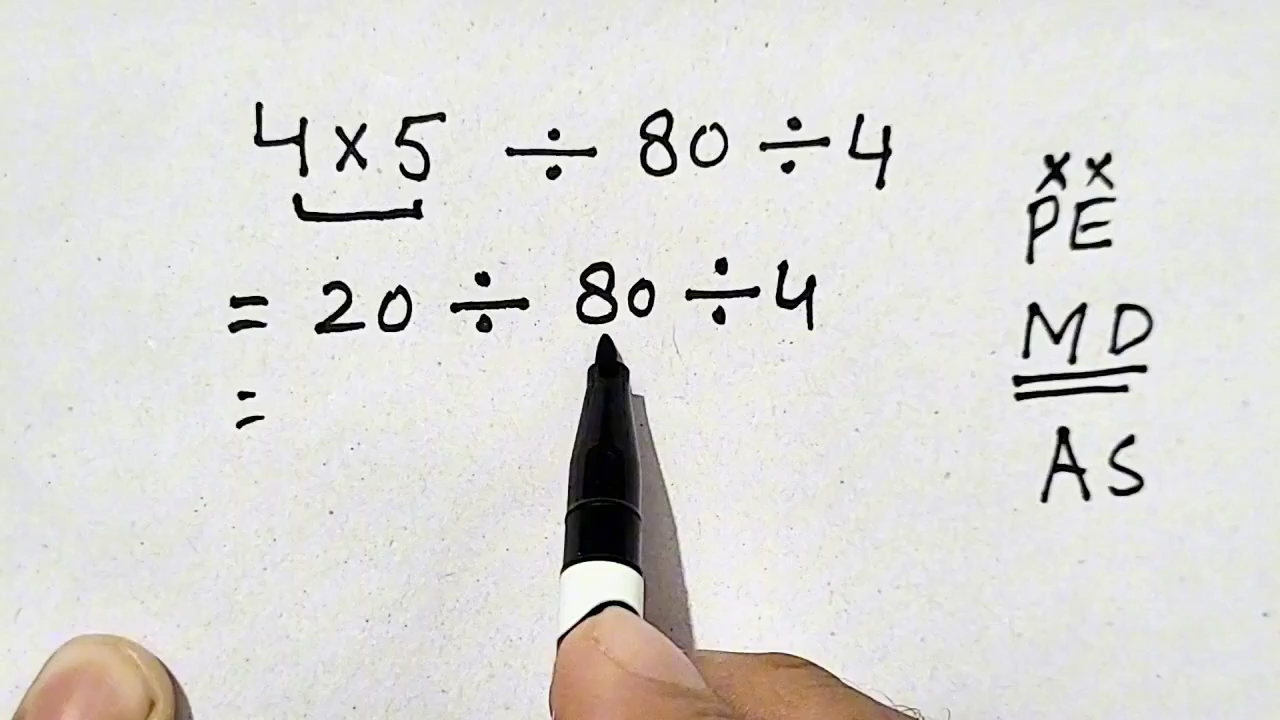 4 × 5 ÷ 80 ÷ 4
= 20 ÷ 80 ÷ 4
=
× ×
PE
MD
AS